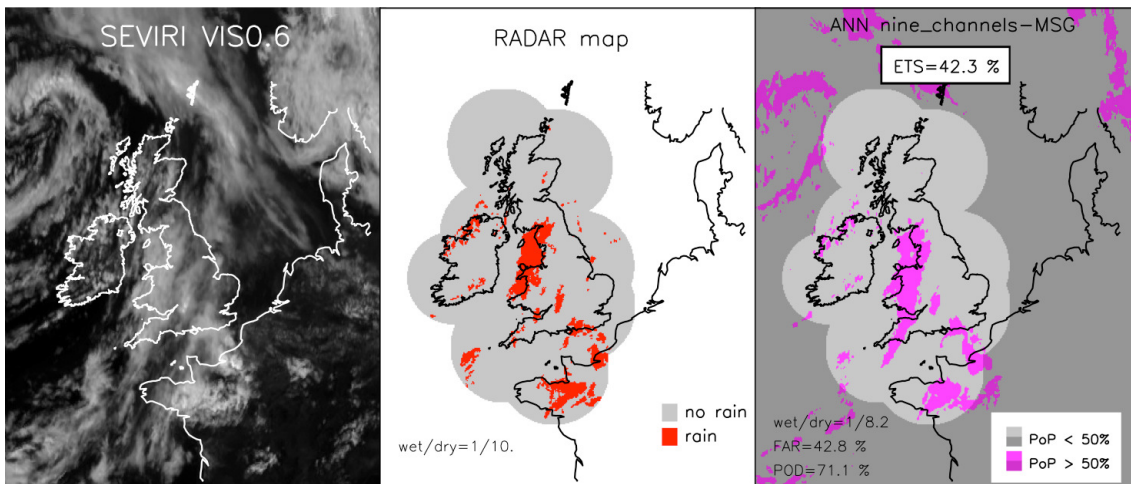 SEVIRI VIS0.6
RADAR map
no rain
rain
wet/dry=1/10.
ANN nine_channels-MSG
ETS=42.3 %
wet/dry=1/8.2
FAR=42.8 %
POD=71.1 %
PoP < 50%
PoP > 50%